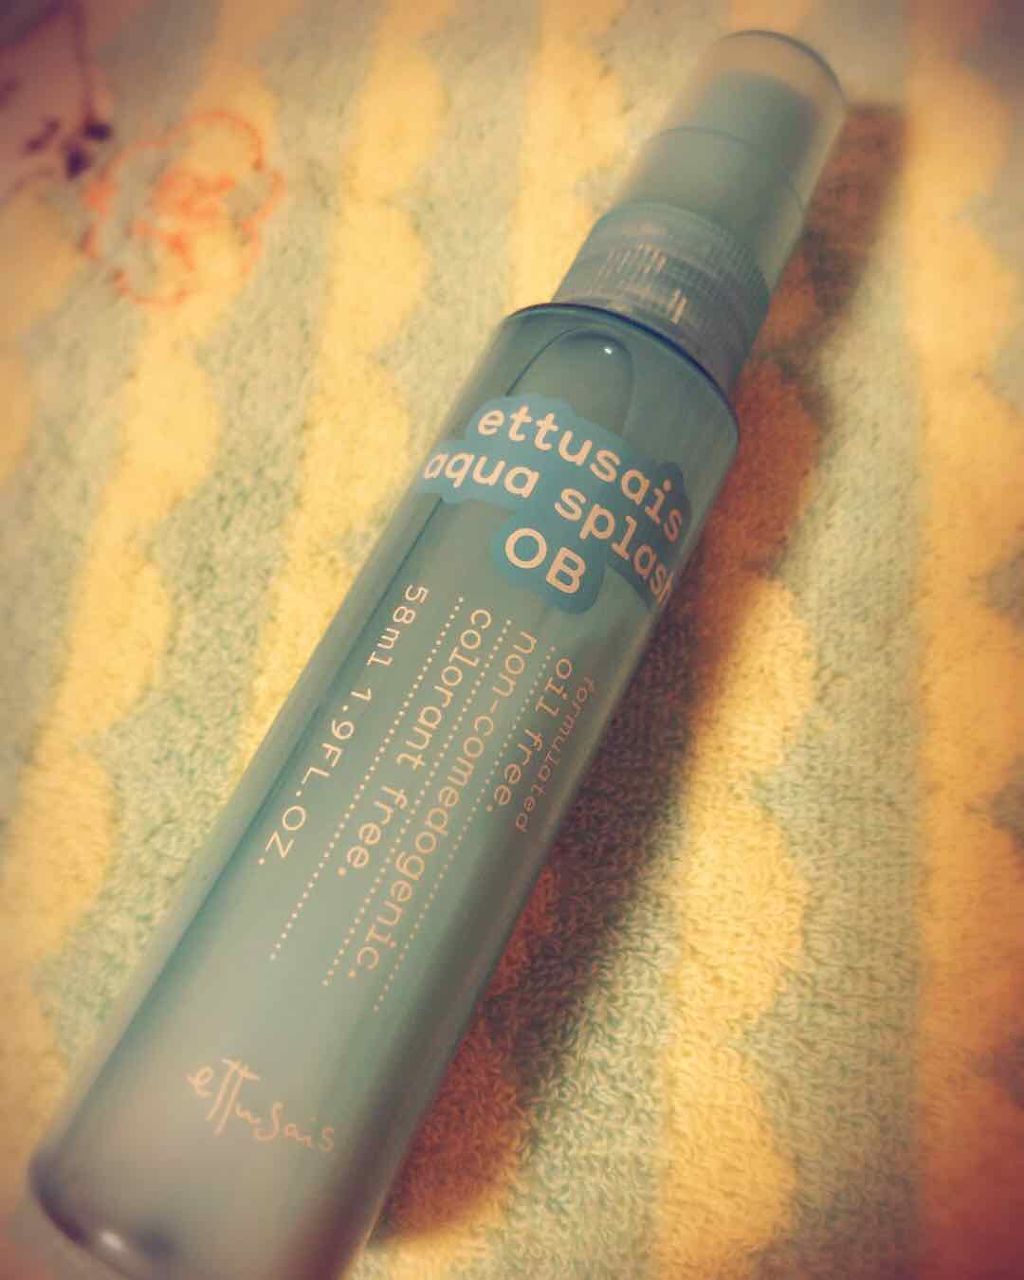 ettusais
aqua splash
OB
formulated
oil free.
non-comedogenic.
colorant free.
58ml 1.9FL.OZ.
ettusais